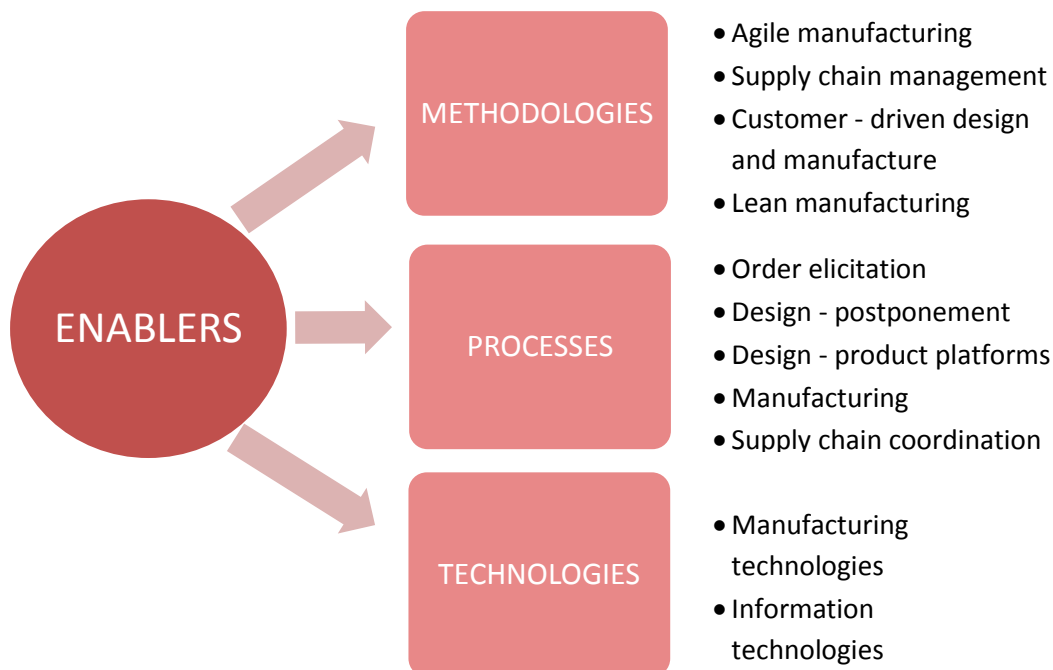 ENABLERS
METHODOLOGIES
• Agile manufacturing
• Supply chain management
• Customer - driven design
and manufacture
• Lean manufacturing
PROCESSES
• Order elicitation
• Design - postponement
• Design - product platforms
• Manufacturing
• Supply chain coordination
TECHNOLOGIES
• Manufacturing
technologies
• Information
technologies